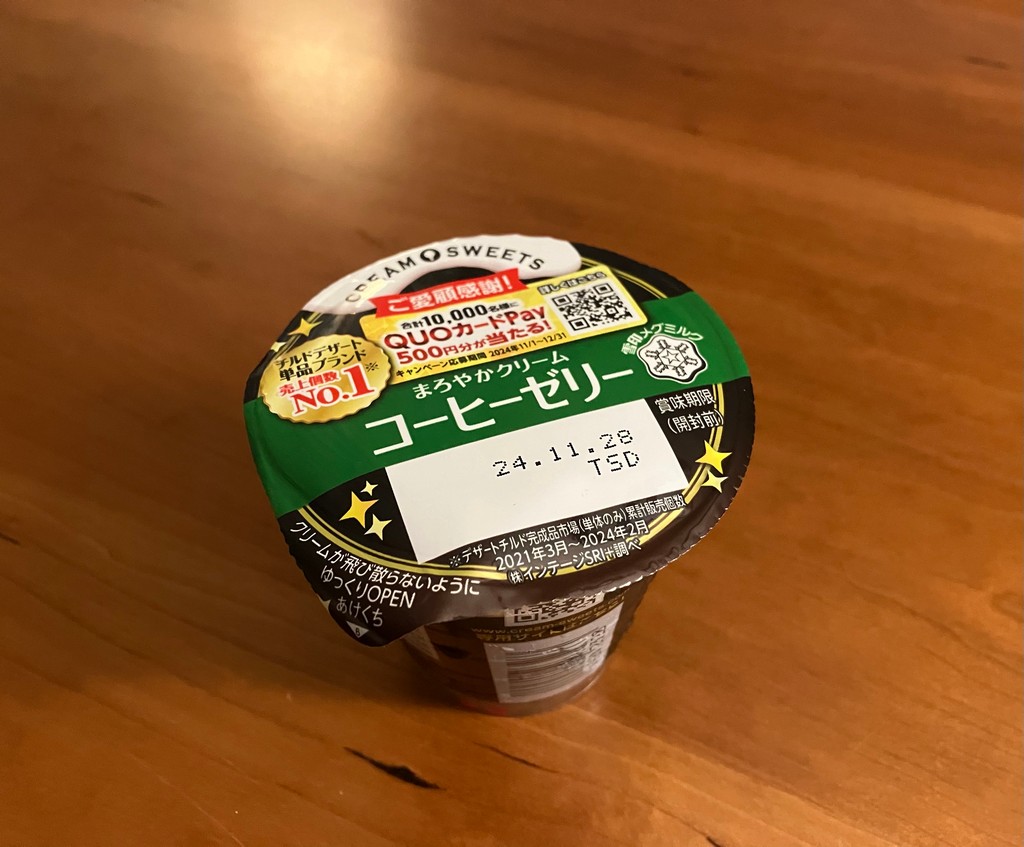 CREAM SWEETS
ご愛顧感謝!
合計10,000名様に
QUOカードPay
500円分が当たる!
キャンペーン応募期間 2024年11/1~12/31
詳しくはこちら
チルドデザート
単品ブランド
売上個数※
NO.1
雪印メグミルク
まろやかクリーム
コーヒーゼリー
賞味期限
(開封前)
24.11.28
TSD
※デザートチルド完成品市場(単体のみ)累計販売個数
2021年3月~2024年2月
㈱インテージSRI+調べ
クリームが飛び散らないように
ゆっくりOPEN
あけくち